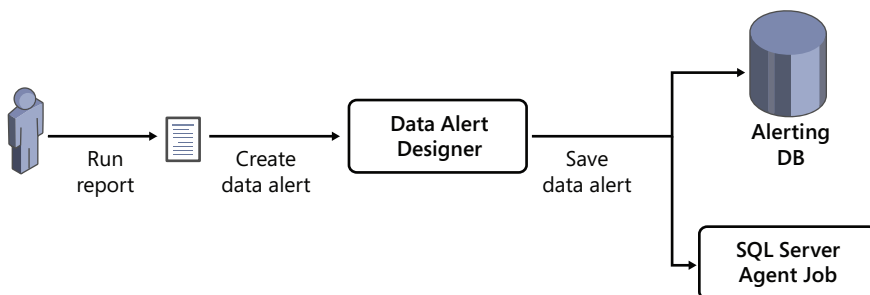 Run
report
Create
data alert
Data Alert
Designer
Save
data alert
Alerting
DB
SQL Server
Agent Job